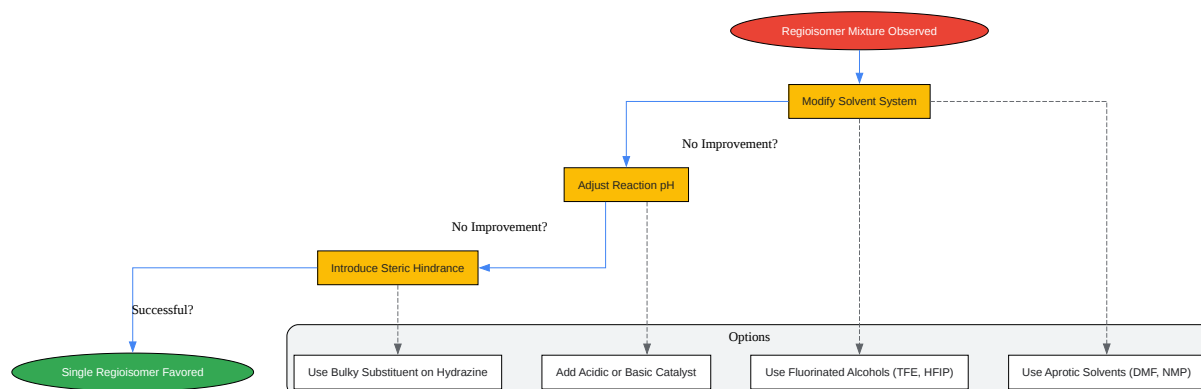 Regioisomer Mixture Observed
Modify Solvent System
No Improvement?
Adjust Reaction pH
No Improvement?
Introduce Steric Hindrance
Successful?
Options
Single Regioisomer Favored
Use Bulky Substituent on Hydrazine
Add Acidic or Basic Catalyst
Use Fluorinated Alcohols (TFE, HFIP)
Use Aprotic Solvents (DMF, NMP)